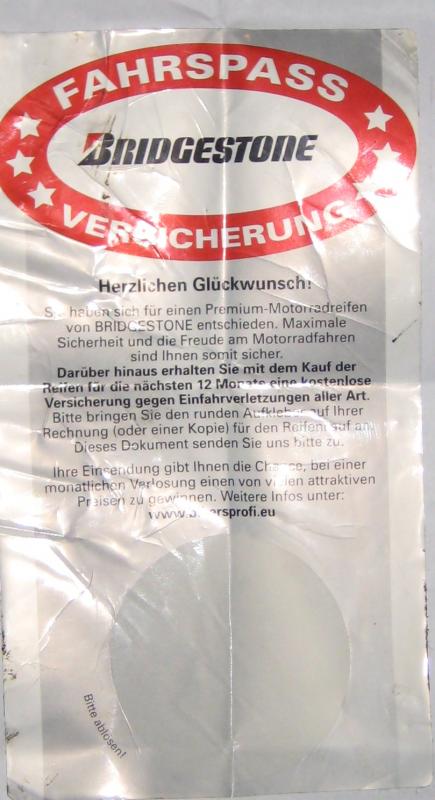 FAHRSPASS
BRIDGESTONE
VERSICHERUNG
Herzlichen Glückwunsch!
Sie haben sich für einen Premium-Motorradreifen
von BRIDGESTONE entschieden. Maximale
Sicherheit und die Freude am Motorradfahren
sind Ihnen somit sicher.
Darüber hinaus erhalten Sie mit dem Kauf der
Reifen für die nächsten 12 Monate eine kostenlose
Versicherung gegen Einfahrverletzungen aller Art.
Bitte bringen Sie den runden Aufkleber auf Ihrer
Rechnung (oder einer Kopie) für den Reifenkauf an.
Dieses Dokument senden Sie uns bitte zu.
Ihre Einsendung gibt Ihnen die Chance, bei einer
monatlichen Verlosung einen von vielen attraktiven
Preisen zu gewinnen. Weitere Infos unter:
Bitte ablösen!